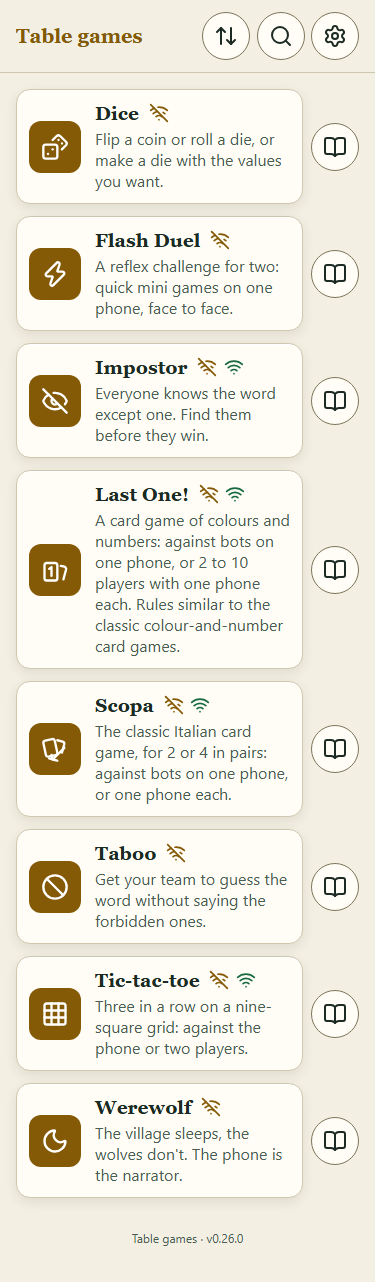 Table games
Dice
Flip a coin or roll a die, or
make a die with the values
you want.
Flash Duel
A reflex challenge for two:
quick mini games on one
phone, face to face.
Impostor
Everyone knows the word
except one. Find them
before they win.
Last One!
A card game of colours and
numbers: against bots on
one phone, or 2 to 10
players with one phone
each. Rules similar to the
classic colour-and-number
card games.
Scopa
The classic Italian card
game, for 2 or 4 in pairs:
against bots on one phone,
or one phone each.
Taboo
Get your team to guess the
word without saying the
forbidden ones.
Tic-tac-toe
Three in a row on a nine-
square grid: against the
phone or two players.
Werewolf
The village sleeps, the
wolves don't. The phone is
the narrator.
Table games · v0.26.0